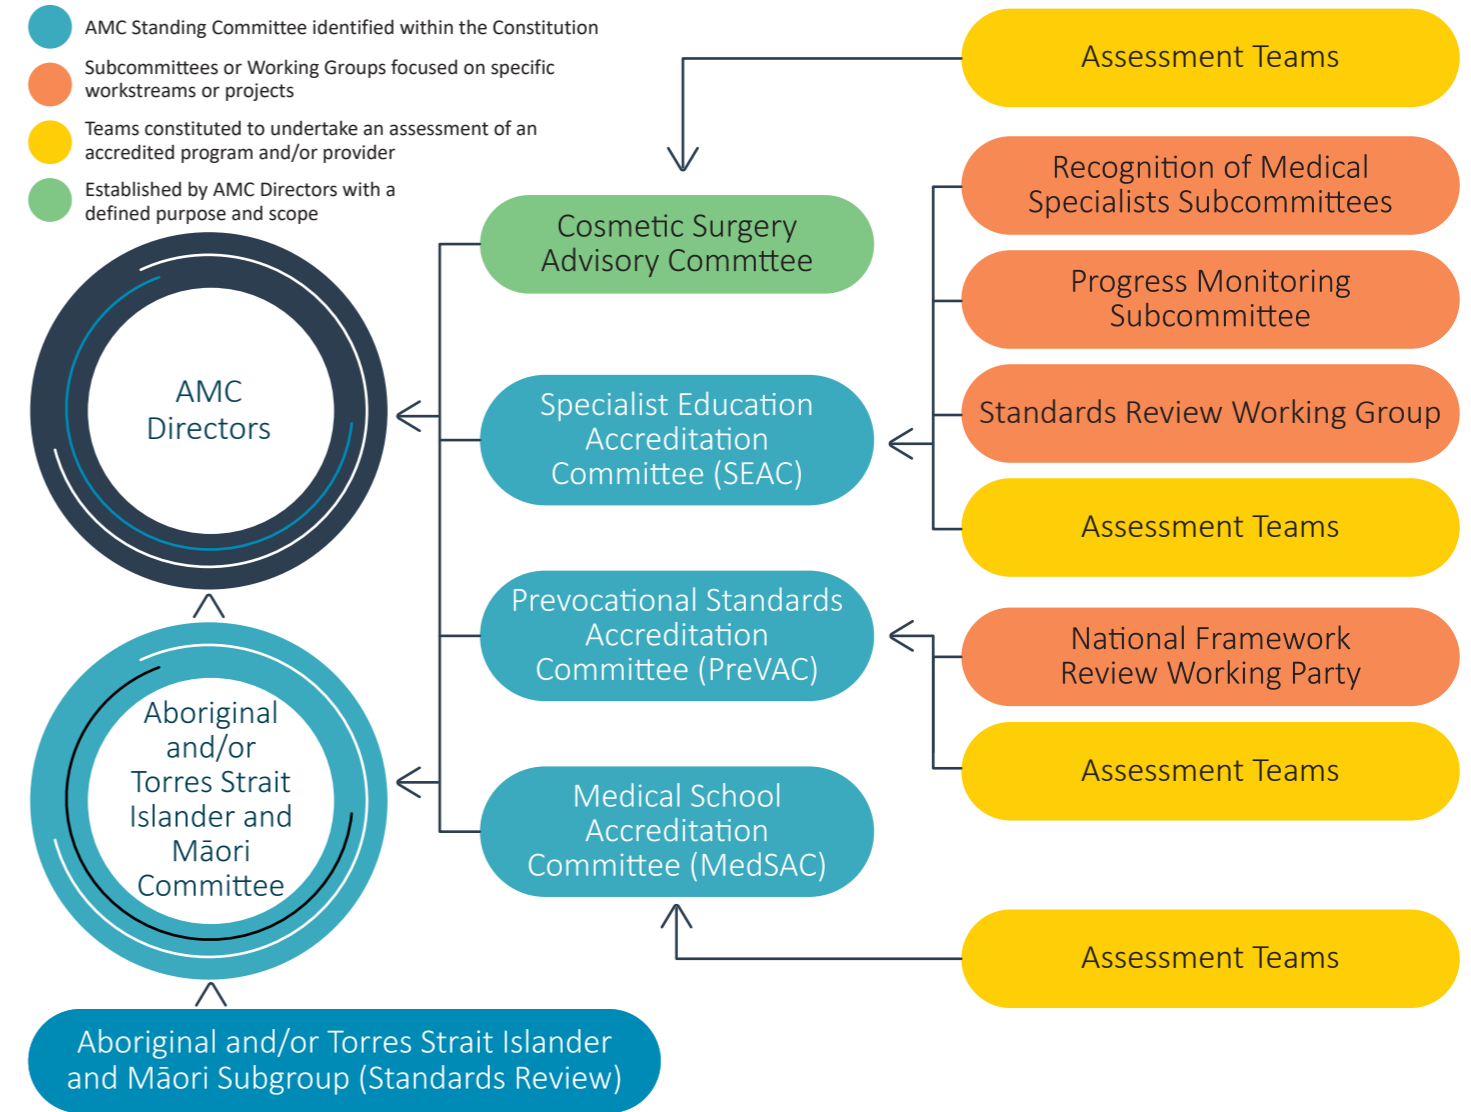 AMC Standing Committee identified within the Constitution
Subcommittees or Working Groups focused on specific
workstreams or projects
Teams constituted to undertake an assessment of an
accredited program and/or provider
Established by AMC Directors with a
defined purpose and scope
AMC
Directors
Aboriginal
and/or
Torres Strait
Islander and
Māori
Committee
Aboriginal and/or Torres Strait Islander
and Māori Subgroup (Standards Review)
Cosmetic Surgery
Advisory Commttee
Specialist Education
Accreditation
Committee (SEAC)
Prevocational Standards
Accreditation
Committee (PreVAC)
Medical School
Accreditation
Committee (MedSAC)
Assessment Teams
Recognition of Medical
Specialists Subcommittees
Progress Monitoring
Subcommittee
Standards Review Working Group
Assessment Teams
National Framework
Review Working Party
Assessment Teams
Assessment Teams